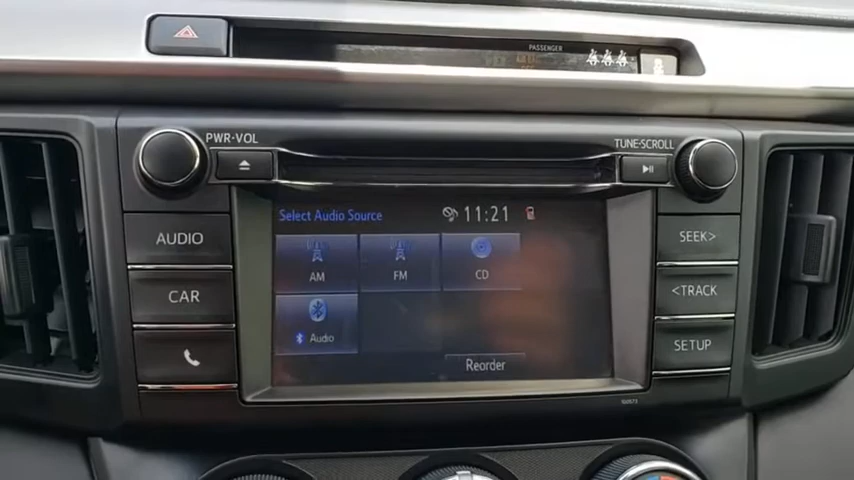 PASSENGER
PWR·VOL
TUNE·SCROLL
Select Audio Source 11:21
AUDIO
CAR
AM FM CD
Audio
Reorder
SEEK>
<TRACK
SETUP
100573